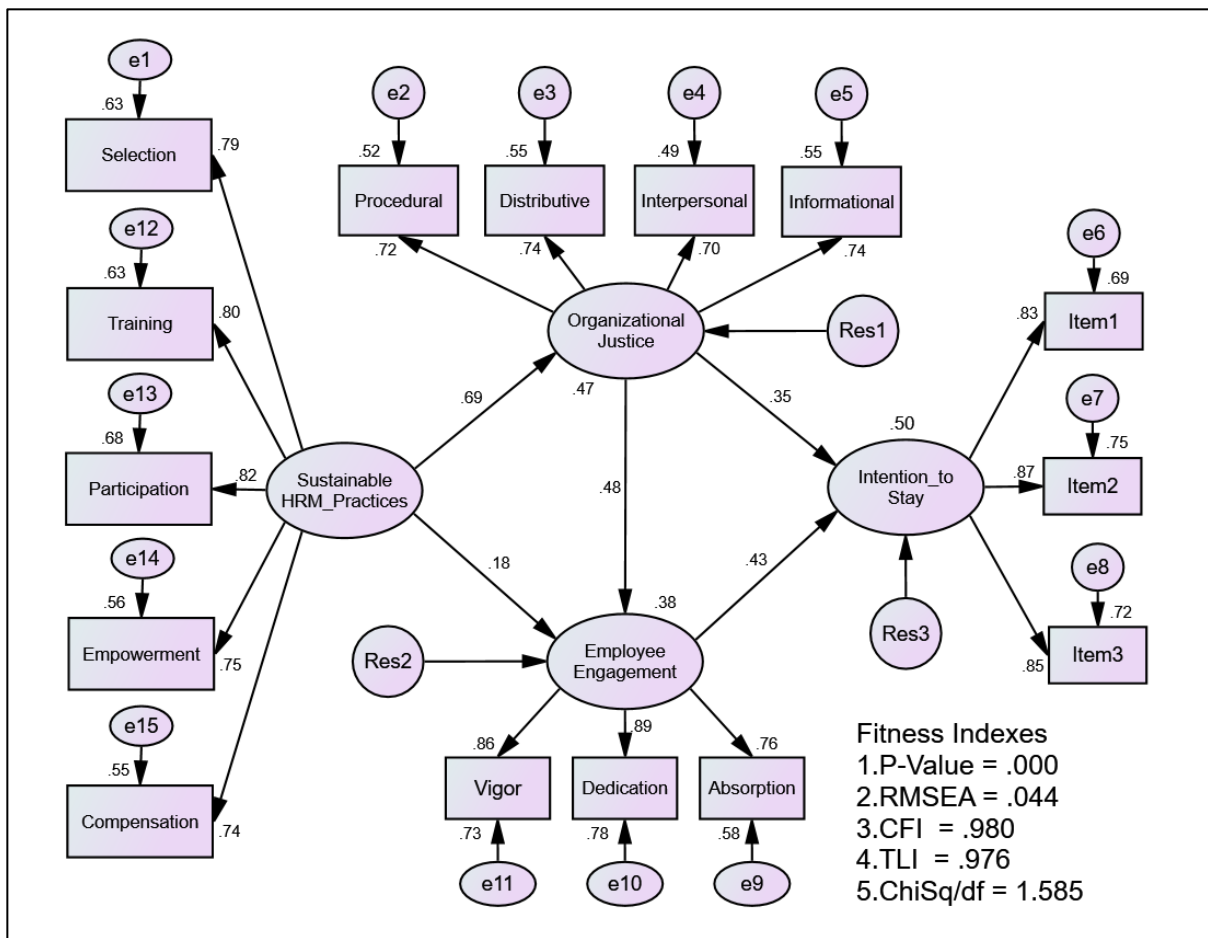 e1
.63
Selection
.79
e12
.63
Training
.80
e13
.68
Participation
.82
e14
.56
Empowerment
.75
e15
.55
Compensation
.74
Sustainable
HRM_Practices
e2
.52
Procedural
.72
e3
.55
Distributive
.74
e4
.49
Interpersonal
.70
e5
.55
Informational
.74
Organizational
Justice
.47
Res1
.69
.35
.48
.18
.43
.38
Employee
Engagement
Res2
.86
Vigor
.73
e11
.89
Dedication
.78
e10
.76
Absorption
.58
e9
.50
Intention_to
Stay
Res3
e6
.69
.83
Item1
e7
.75
.87
Item2
e8
.72
.85
Item3
Fitness Indexes
1.P-Value = .000
2.RMSEA = .044
3.CFI = .980
4.TLI = .976
5.ChiSq/df = 1.585